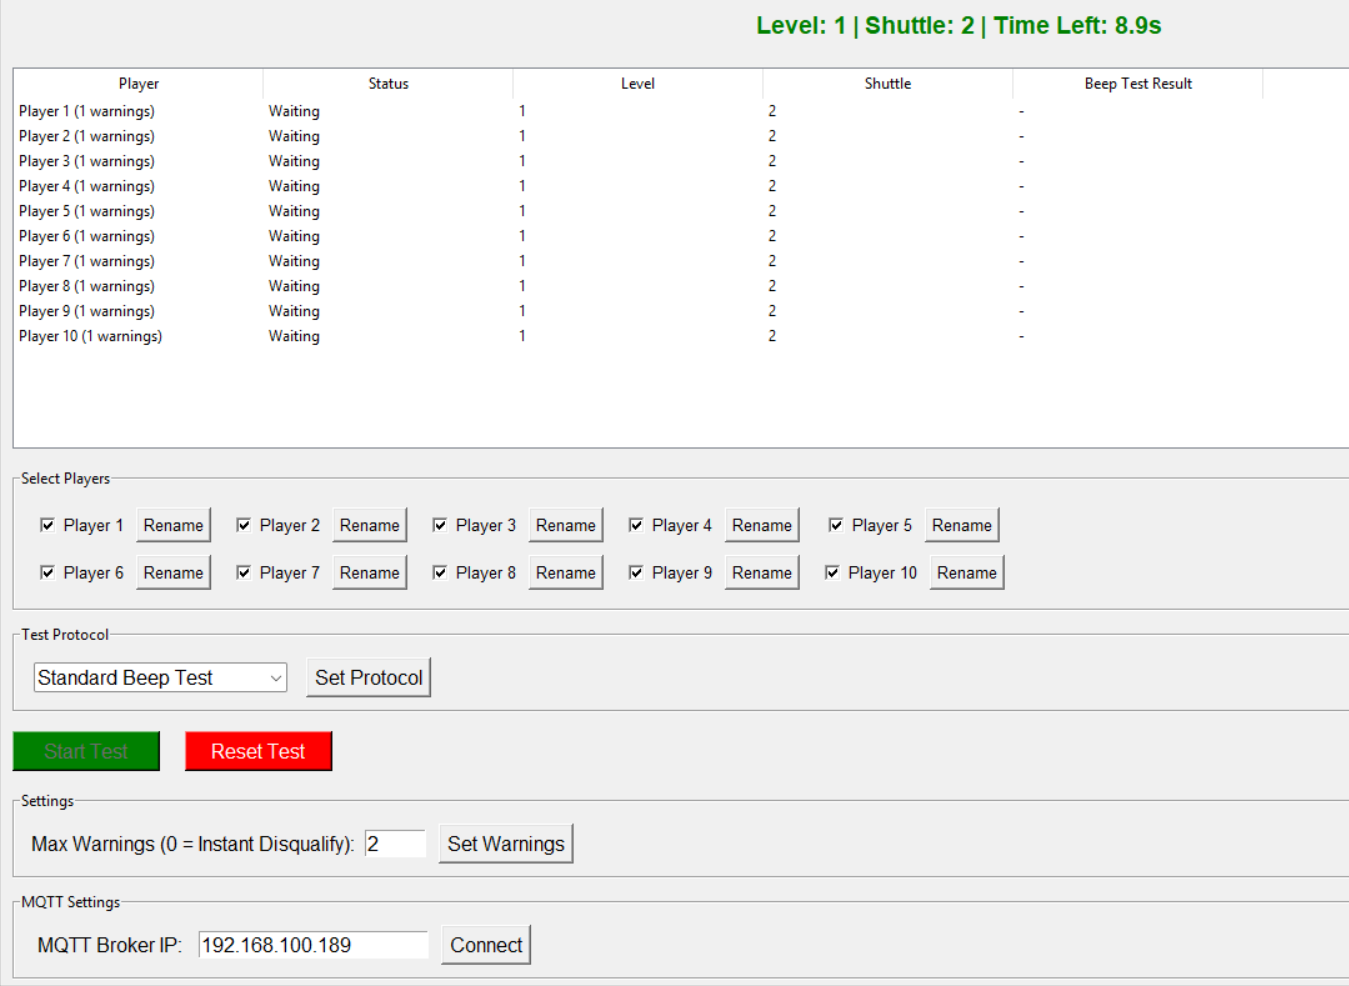 Level: 1 | Shuttle: 2 | Time Left: 8.9s
Player Status Level Shuttle Beep Test Result
Player 1 (1 warnings) Waiting 1 2 -
Player 2 (1 warnings) Waiting 1 2 -
Player 3 (1 warnings) Waiting 1 2 -
Player 4 (1 warnings) Waiting 1 2 -
Player 5 (1 warnings) Waiting 1 2 -
Player 6 (1 warnings) Waiting 1 2 -
Player 7 (1 warnings) Waiting 1 2 -
Player 8 (1 warnings) Waiting 1 2 -
Player 9 (1 warnings) Waiting 1 2 -
Player 10 (1 warnings) Waiting 1 2 -
Select Players
Player 1 Rename Player 2 Rename Player 3 Rename Player 4 Rename Player 5 Rename
Player 6 Rename Player 7 Rename Player 8 Rename Player 9 Rename Player 10 Rename
Test Protocol
Standard Beep Test Set Protocol
Start Test Reset Test
Settings
Max Warnings (0 = Instant Disqualify): 2 Set Warnings
MQTT Settings
MQTT Broker IP: 192.168.100.189 Connect